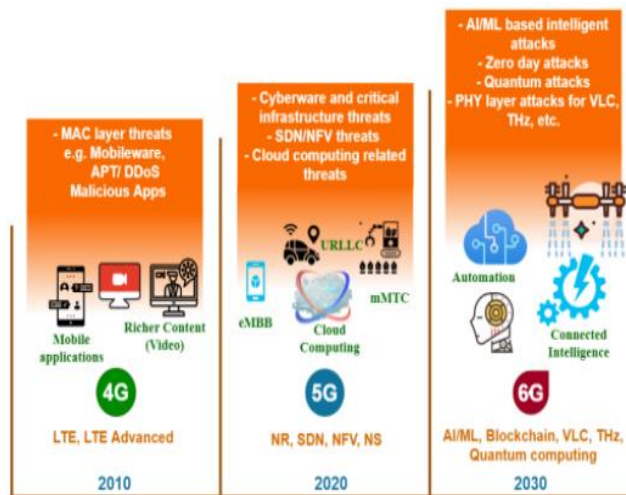 - MAC layer threats
e.g. Mobileware,
APT/ DDoS
Malicious Apps
Mobile
applications
Richer Content
(Video)
4G
LTE, LTE Advanced
2010
- Cyberware and critical
infrastructure threats
- SDN/NFV threats
- Cloud computing related
threats
URLLC
eMBB
mMTC
Cloud
Computing
5G
NR, SDN, NFV, NS
2020
- AI/ML based intelligent
attacks
- Zero day attacks
- Quantum attacks
- PHY layer attacks for VLC,
THz, etc.
Automation
Connected
Intelligence
6G
AI/ML, Blockchain, VLC, THz,
Quantum computing
2030